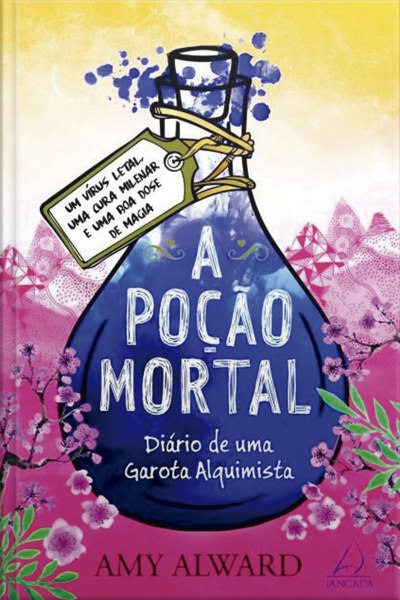 UM VÍRUS LETAL,
UMA CURA MILENAR
E UMA BOA DOSE
DE MAGIA
A
POÇÃO
MORTAL
Diário de uma
Garota Alquimista
AMY ALWARD
JANGADA